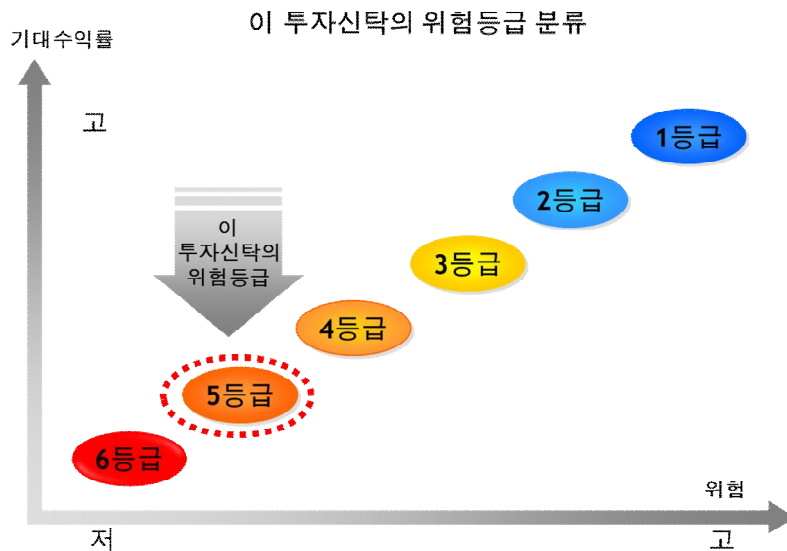 이 투자신탁의 위험등급 분류
기대수익률
고
1등급
2등급
이
투자신탁의
위험등급
3등급
4등급
5등급
6등급
위험
저
고